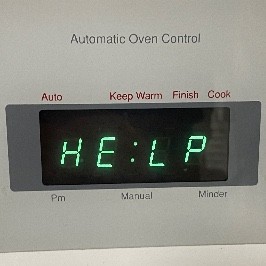 Automatic Oven Control
Auto Keep Warm Finish Cook
HE:LP
Pm Manual Minder